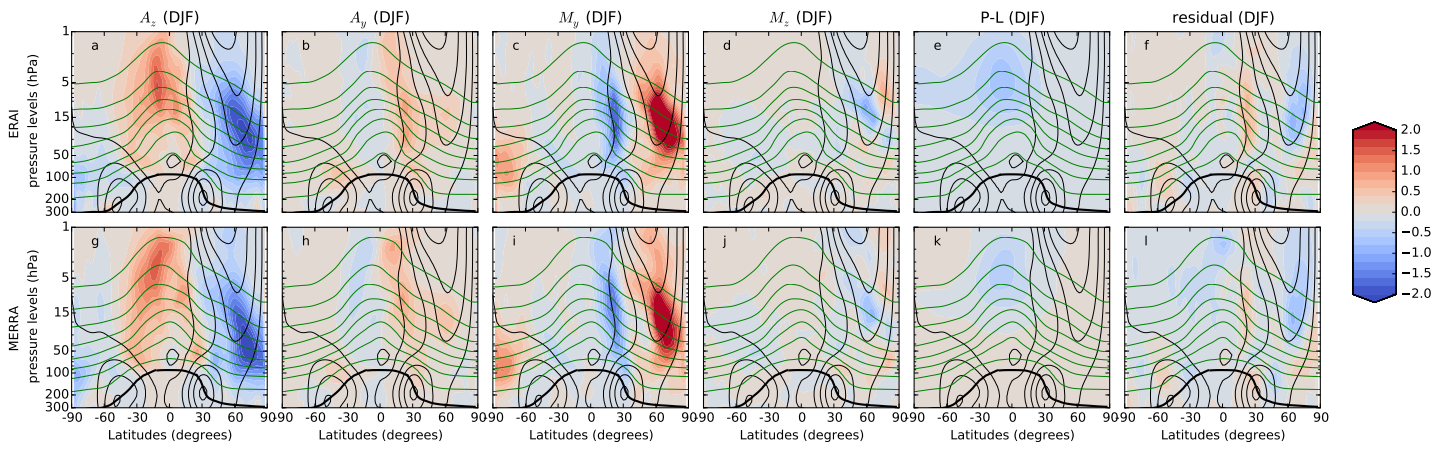 A_z (DJF) A_y (DJF) M_y (DJF) M_z (DJF) P-L (DJF) residual (DJF)
ERAI
pressure levels (hPa)
1
5
15
50
100
200
300
a b c d e f
MERRA
pressure levels (hPa)
1
5
15
50
100
200
300
g h i j k l
-90 -60 -30 0 30 60 90 -60 -30 0 30 60 90 -60 -30 0 30 60 90 -60 -30 0 30 60 90 -60 -30 0 30 60 90 -60 -30 0 30 60 90
Latitudes (degrees) Latitudes (degrees) Latitudes (degrees) Latitudes (degrees) Latitudes (degrees) Latitudes (degrees)
2.0
1.5
1.0
0.5
0.0
−0.5
−1.0
−1.5
−2.0